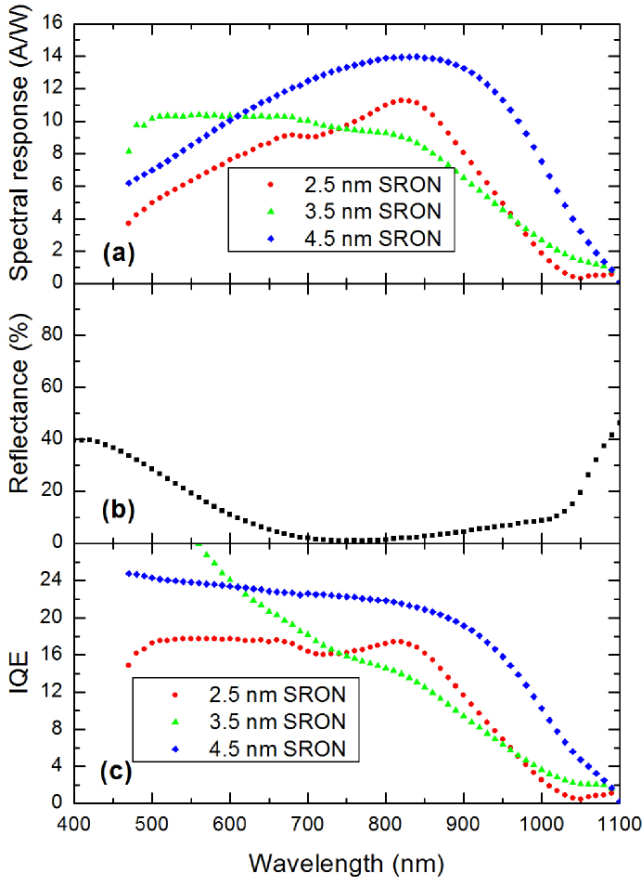 Spectral response (A/W)
16
14
12
10
8
6
4
2
0
2.5 nm SRON
3.5 nm SRON
4.5 nm SRON
(a)
Reflectance (%)
80
60
40
20
0
(b)
IQE
24
20
16
12
8
4
0
2.5 nm SRON
3.5 nm SRON
4.5 nm SRON
(c)
400 500 600 700 800 900 1000 1100
Wavelength (nm)